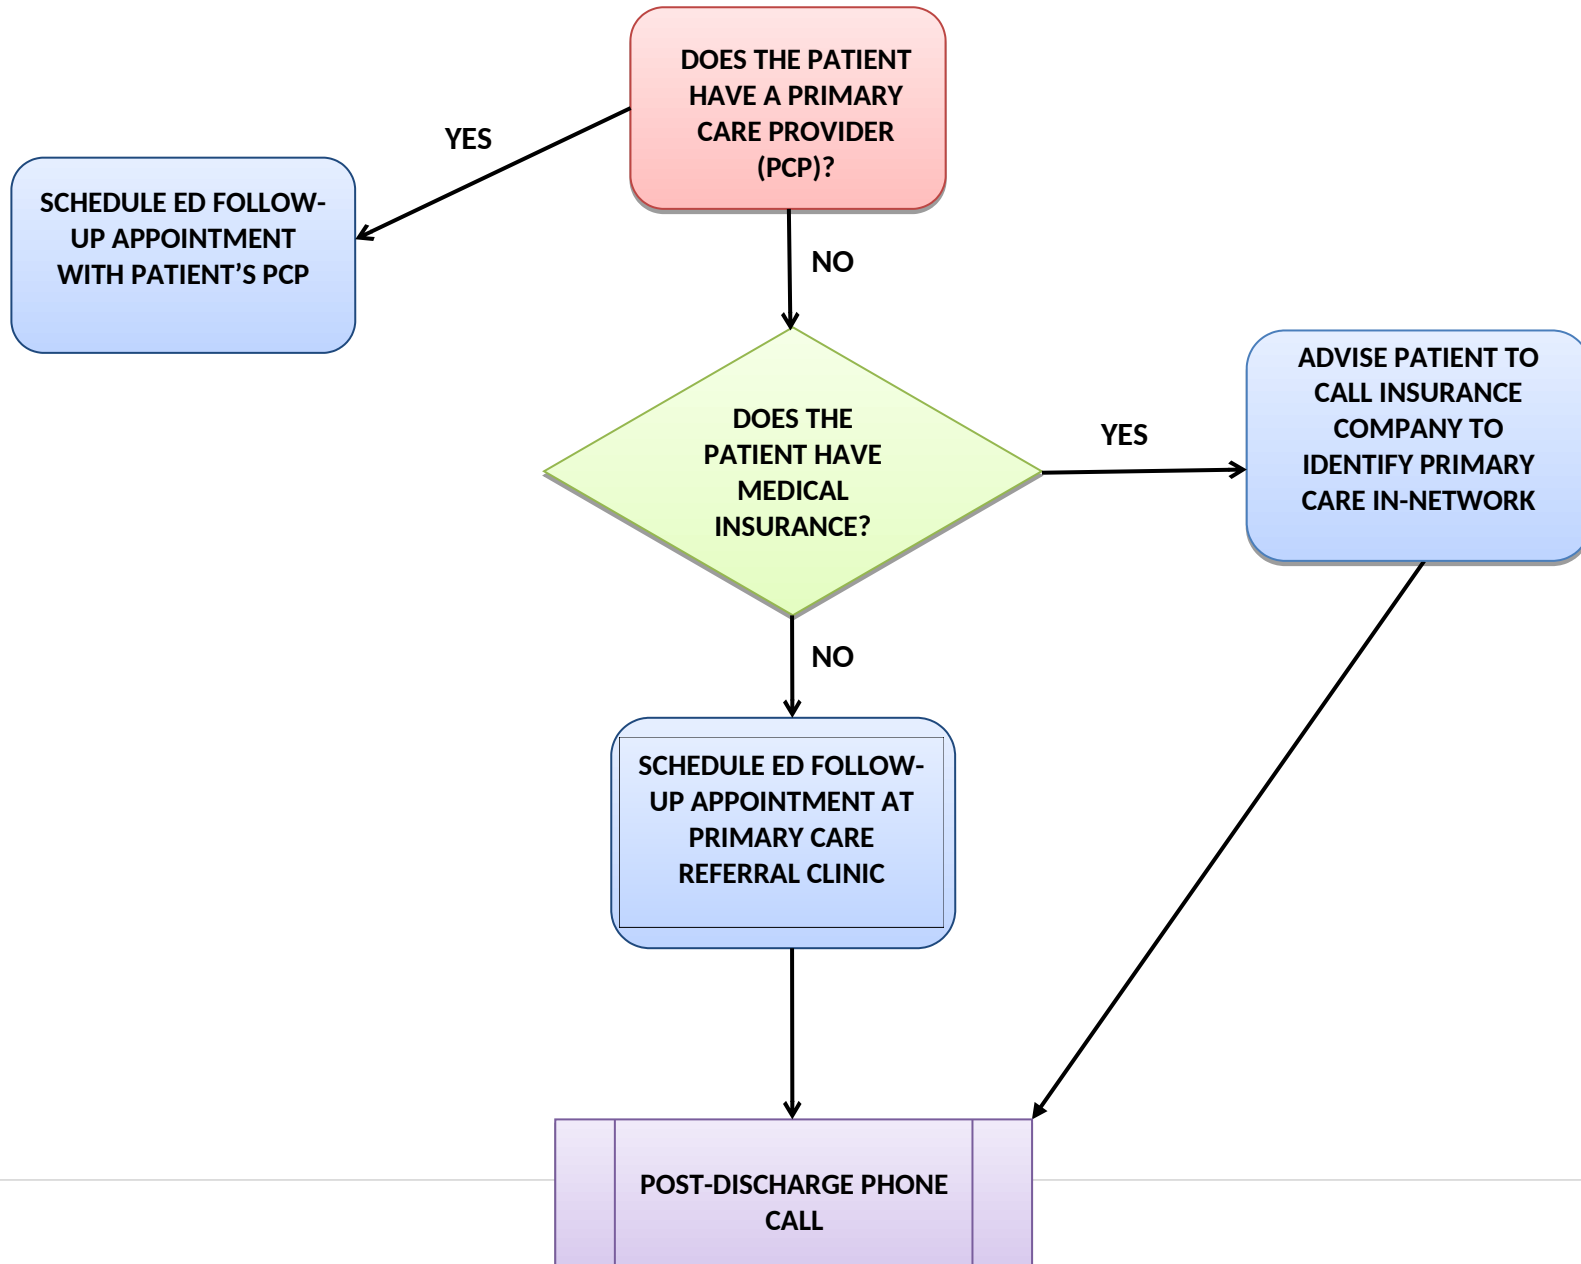 DOES THE PATIENT
HAVE A PRIMARY
CARE PROVIDER
(PCP)?
YES
SCHEDULE ED FOLLOW-
UP APPOINTMENT
WITH PATIENT’S PCP
NO
DOES THE
PATIENT HAVE
MEDICAL
INSURANCE?
YES
ADVISE PATIENT TO
CALL INSURANCE
COMPANY TO
IDENTIFY PRIMARY
CARE IN-NETWORK
NO
SCHEDULE ED FOLLOW-
UP APPOINTMENT AT
PRIMARY CARE
REFERRAL CLINIC
POST-DISCHARGE PHONE
CALL